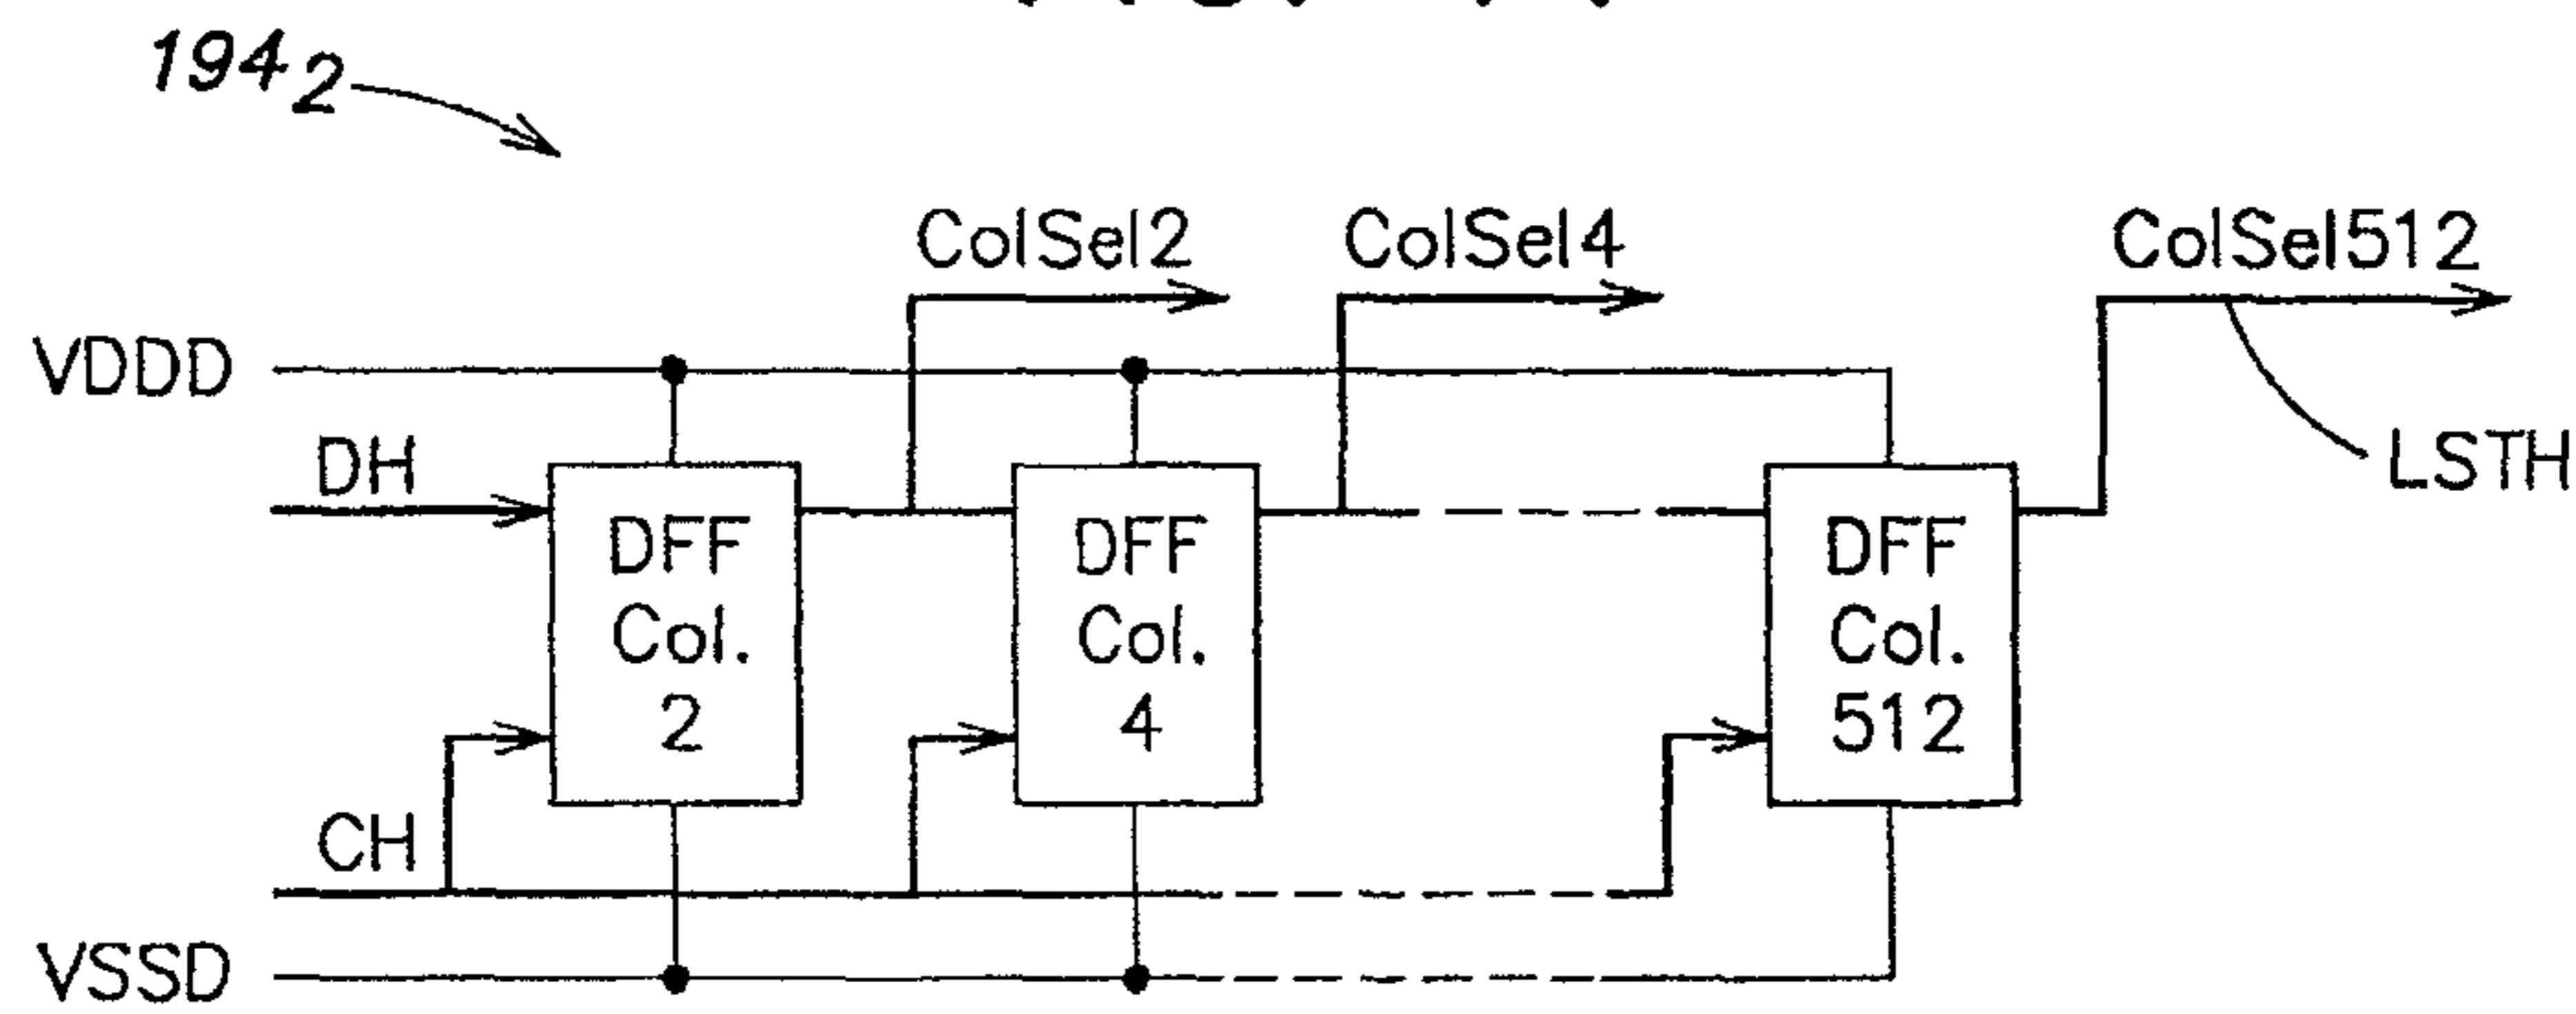 194₂
ColSel2
ColSel4
ColSel512
VDDD
DH
LSTH
DFF
Col.
2
DFF
Col.
4
DFF
Col.
512
CH
VSSD